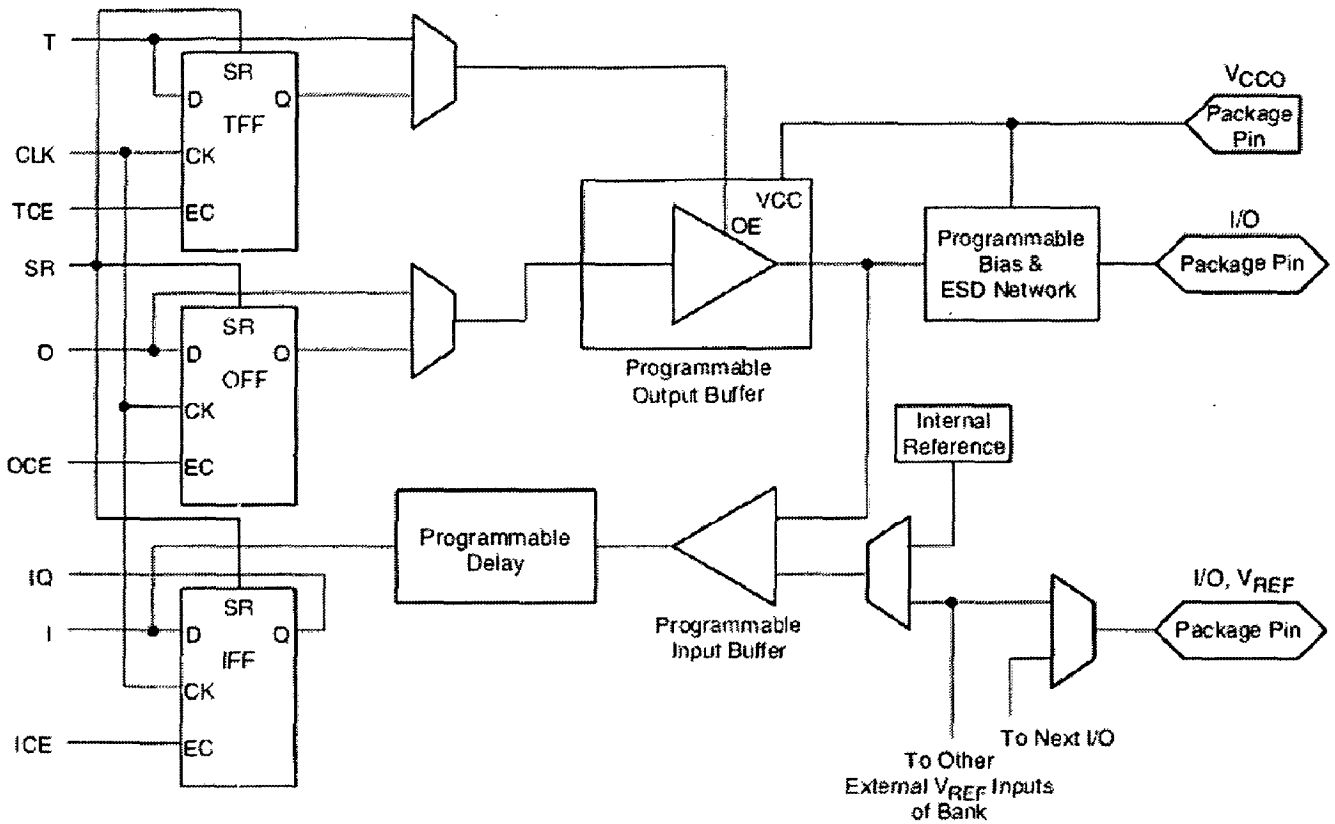 T
SR
D
Q
TFF
CLK
CK
TCE
EC
SR
SR
O
D
Q
OFF
CK
OCE
EC
IQ
SR
I
D
Q
IFF
CK
ICE
EC
VCC
OE
Programmable
Output Buffer
VCCO
Package
Pin
Programmable
Bias &
ESD Network
I/O
Package Pin
Internal
Reference
Programmable
Delay
Programmable
Input Buffer
I/O, VREF
Package Pin
To Next I/O
To Other
External VREF Inputs
of Bank